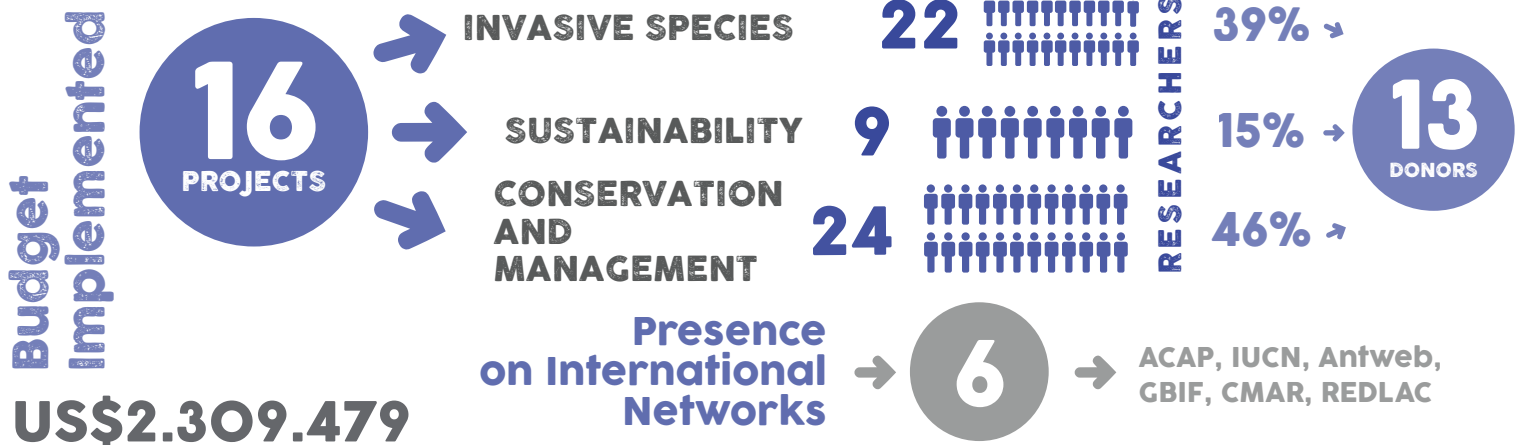 Budget
Implemented
US$2.309.479
16
PROJECTS
INVASIVE SPECIES
22
39%
SUSTAINABILITY
9
15%
CONSERVATION
AND
MANAGEMENT
24
46%
RESEARCHERS
13
DONORS
Presence
on International
Networks
6
ACAP, IUCN, Antweb,
GBIF, CMAR, REDLAC